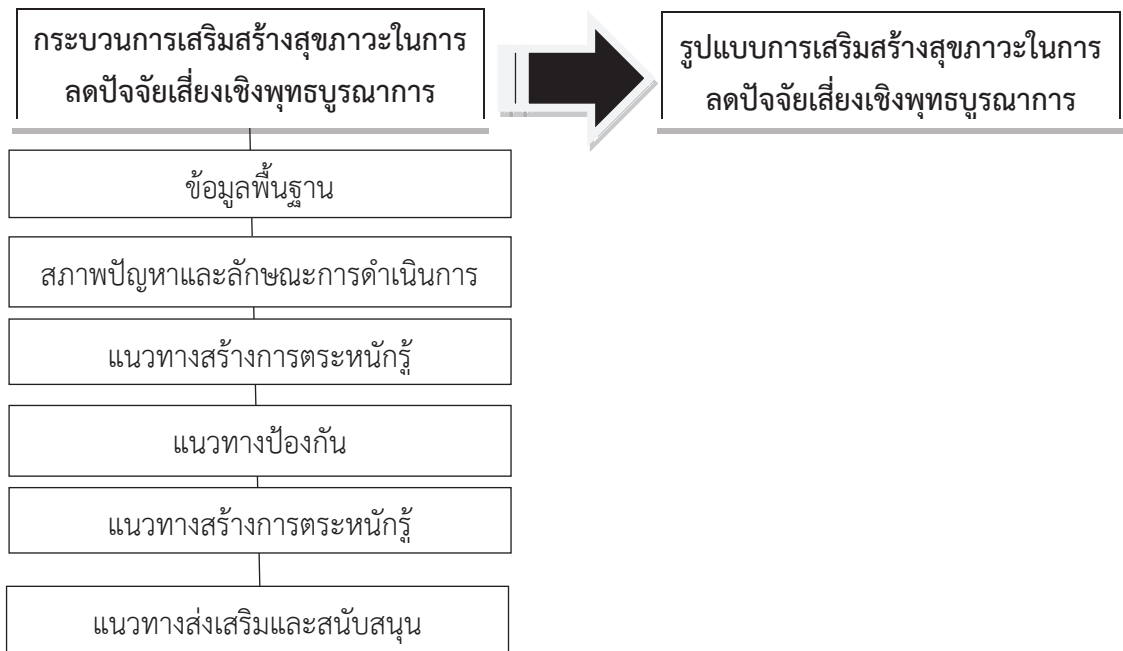 กระบวนการเสริมสร้างสุขภาวะในการ
ลดปัจจัยเสี่ยงเชิงพุทธบูรณาการ
รูปแบบการเสริมสร้างสุขภาวะในการ
ลดปัจจัยเสี่ยงเชิงพุทธบูรณาการ
ข้อมูลพื้นฐาน
สภาพปัญหาและลักษณะการดำเนินการ
แนวทางสร้างการตระหนักรู้
แนวทางป้องกัน
แนวทางสร้างการตระหนักรู้
แนวทางส่งเสริมและสนับสนุน